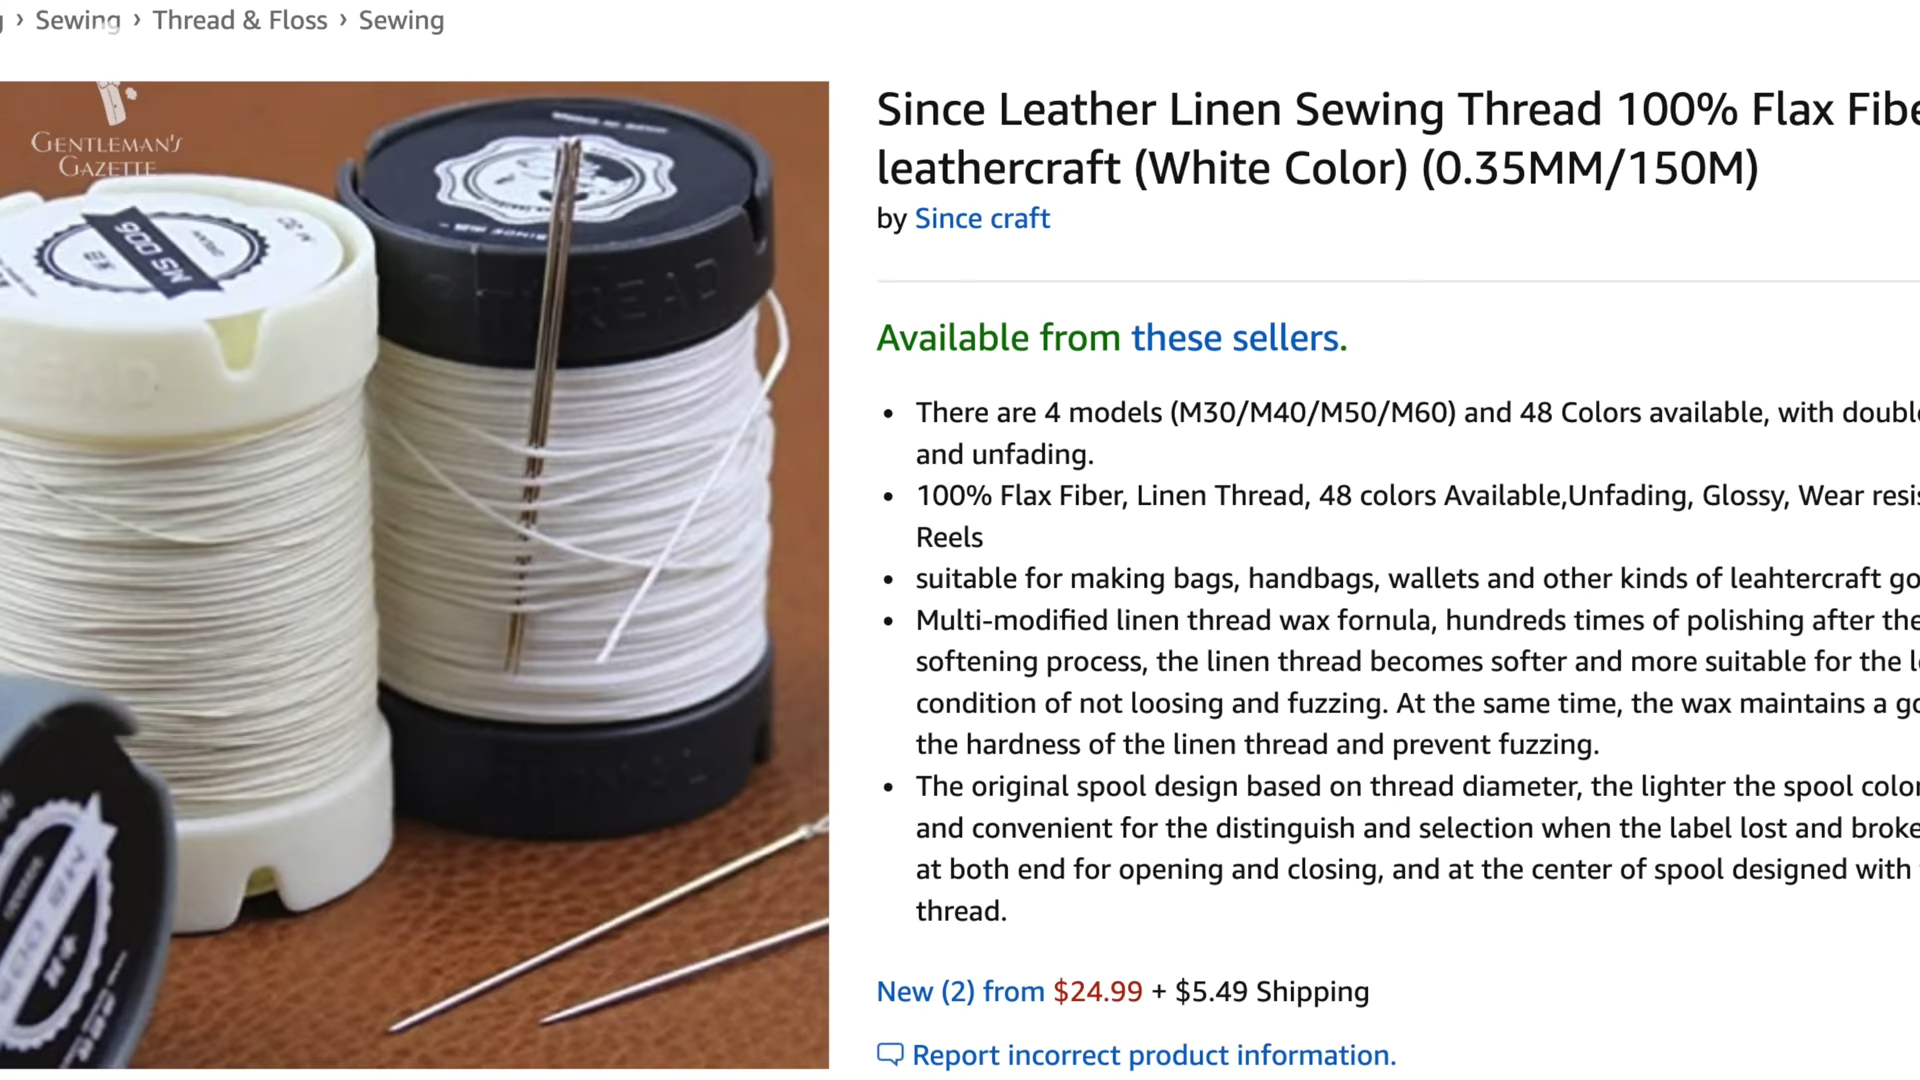 › Sewing › Thread & Floss › Sewing
GENTLEMAN'S
GAZETTE
MS 006
THREAD
Since Leather Linen Sewing Thread 100% Flax Fibe
leathercraft (White Color) (0.35MM/150M)
by Since craft
Available from these sellers.
• There are 4 models (M30/M40/M50/M60) and 48 Colors available, with double
and unfading.
• 100% Flax Fiber, Linen Thread, 48 colors Available,Unfading, Glossy, Wear resis
Reels
• suitable for making bags, handbags, wallets and other kinds of leahtercraft go
• Multi-modified linen thread wax fornula, hundreds times of polishing after the
softening process, the linen thread becomes softer and more suitable for the le
condition of not loosing and fuzzing. At the same time, the wax maintains a go
the hardness of the linen thread and prevent fuzzing.
• The original spool design based on thread diameter, the lighter the spool color
and convenient for the distinguish and selection when the label lost and broke
at both end for opening and closing, and at the center of spool designed with
thread.
New (2) from $24.99 + $5.49 Shipping
Report incorrect product information.